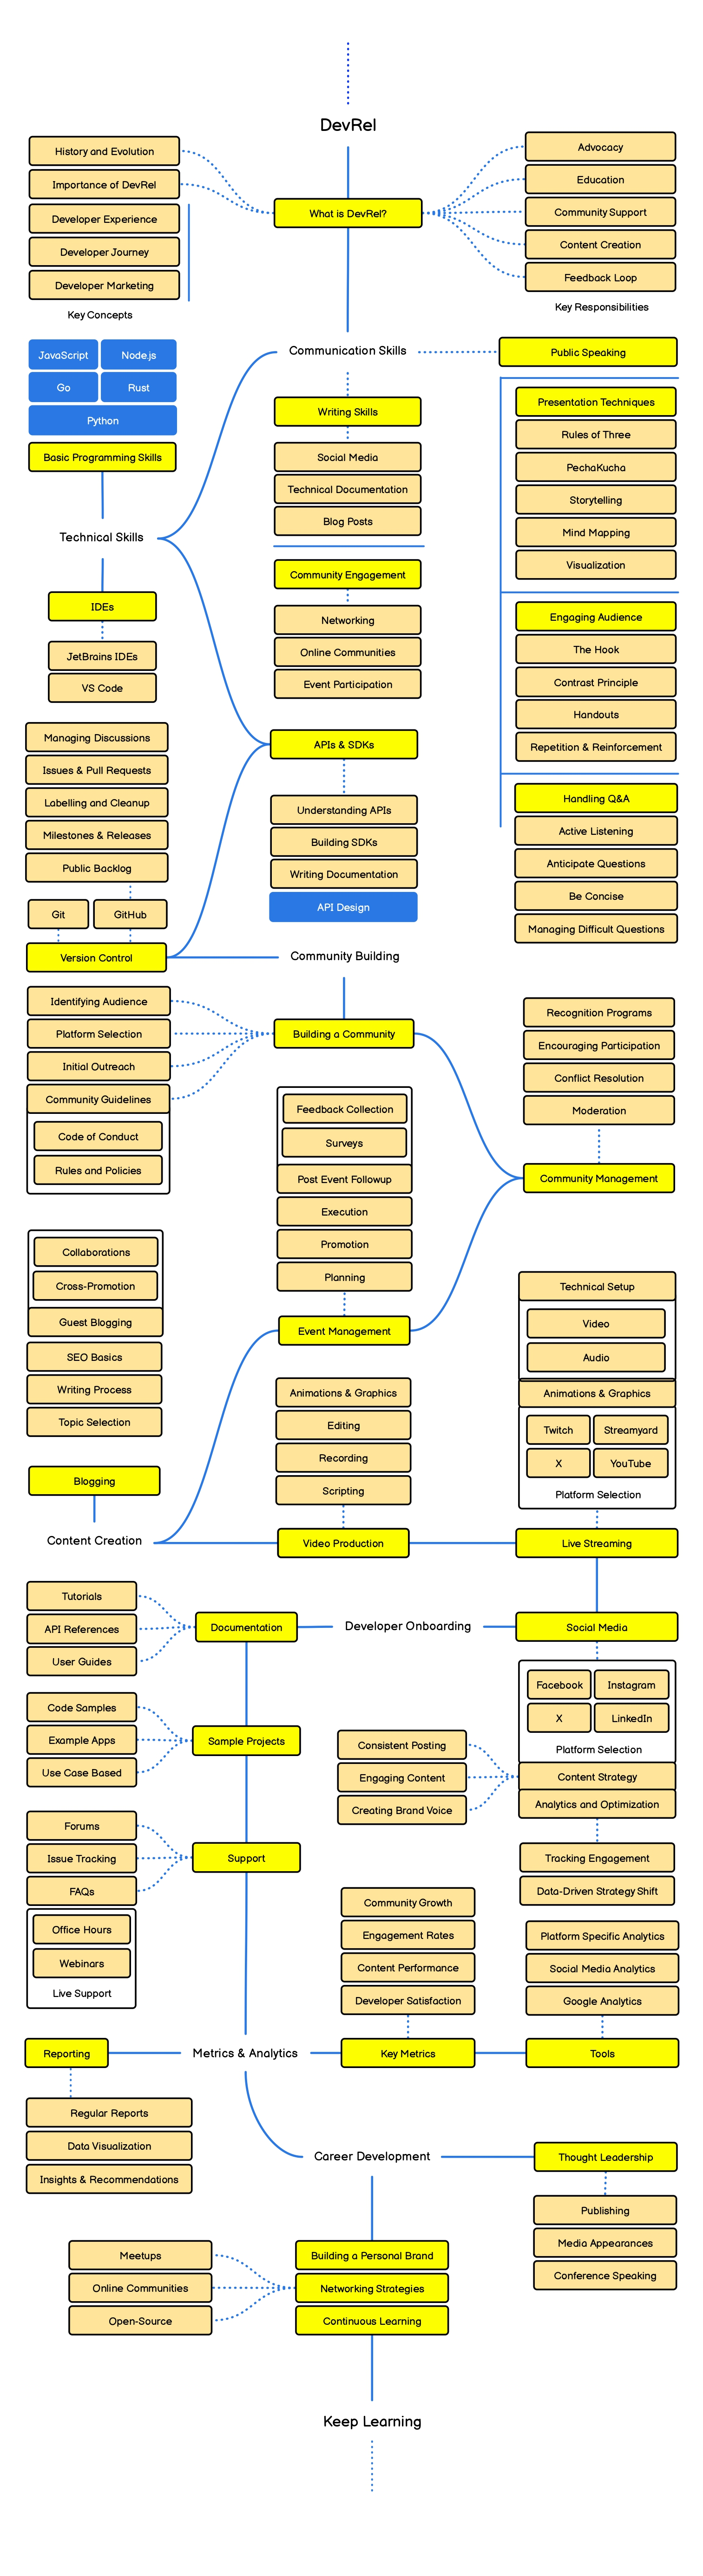 DevRel
History and Evolution
Importance of DevRel
Developer Experience
Developer Journey
Developer Marketing
Key Concepts
What is DevRel?
Advocacy
Education
Community Support
Content Creation
Feedback Loop
Key Responsibilities
Communication Skills
Public Speaking
JavaScript
Node.js
Go
Rust
Python
Basic Programming Skills
Technical Skills
IDEs
JetBrains IDEs
VS Code
Writing Skills
Social Media
Technical Documentation
Blog Posts
Community Engagement
Networking
Online Communities
Event Participation
Presentation Techniques
Rules of Three
PechaKucha
Storytelling
Mind Mapping
Visualization
Engaging Audience
The Hook
Contrast Principle
Handouts
Repetition & Reinforcement
Handling Q&A
Active Listening
Anticipate Questions
Be Concise
Managing Difficult Questions
APIs & SDKs
Understanding APIs
Building SDKs
Writing Documentation
API Design
Managing Discussions
Issues & Pull Requests
Labelling and Cleanup
Milestones & Releases
Public Backlog
Git
GitHub
Version Control
Community Building
Identifying Audience
Platform Selection
Initial Outreach
Community Guidelines
Code of Conduct
Rules and Policies
Building a Community
Recognition Programs
Encouraging Participation
Conflict Resolution
Moderation
Community Management
Feedback Collection
Surveys
Post Event Followup
Execution
Promotion
Planning
Event Management
Collaborations
Cross-Promotion
Guest Blogging
SEO Basics
Writing Process
Topic Selection
Blogging
Content Creation
Animations & Graphics
Editing
Recording
Scripting
Video Production
Technical Setup
Video
Audio
Animations & Graphics
Twitch
Streamyard
X
YouTube
Platform Selection
Live Streaming
Tutorials
API References
User Guides
Documentation
Developer Onboarding
Social Media
Code Samples
Example Apps
Use Case Based
Sample Projects
Facebook
Instagram
X
LinkedIn
Platform Selection
Consistent Posting
Engaging Content
Creating Brand Voice
Content Strategy
Analytics and Optimization
Tracking Engagement
Data-Driven Strategy Shift
Forums
Issue Tracking
FAQs
Office Hours
Webinars
Live Support
Support
Community Growth
Engagement Rates
Content Performance
Developer Satisfaction
Platform Specific Analytics
Social Media Analytics
Google Analytics
Reporting
Metrics & Analytics
Key Metrics
Tools
Regular Reports
Data Visualization
Insights & Recommendations
Career Development
Thought Leadership
Publishing
Media Appearances
Conference Speaking
Meetups
Online Communities
Open-Source
Building a Personal Brand
Networking Strategies
Continuous Learning
Keep Learning